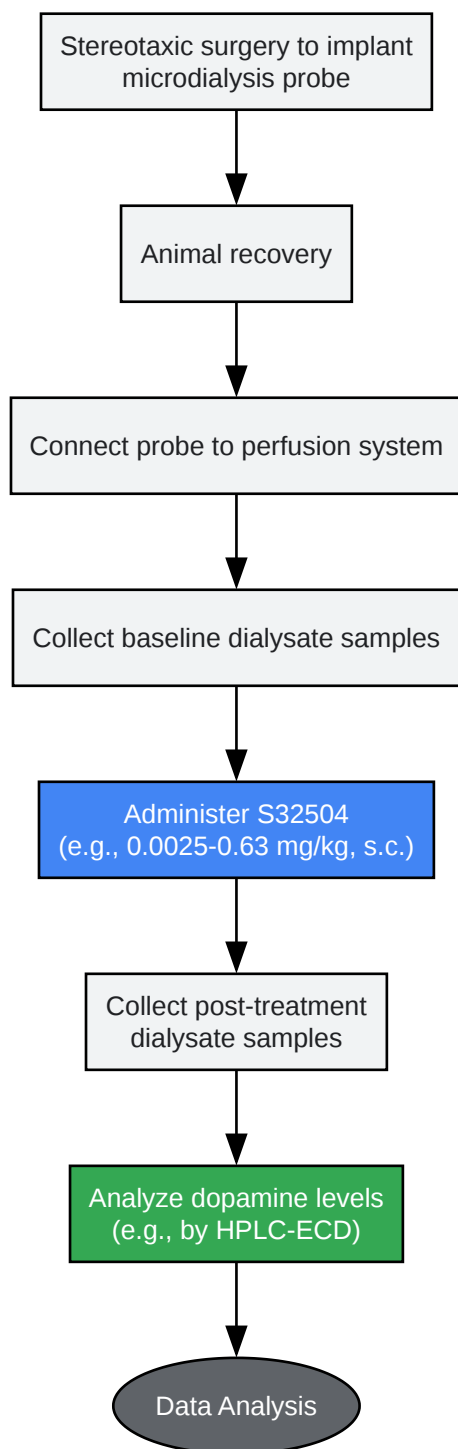 Stereotaxic surgery to implant
microdialysis probe
Animal recovery
Connect probe to perfusion system
Collect baseline dialysate samples
Administer S32504
(e.g., 0.0025-0.63 mg/kg, s.c.)
Collect post-treatment
dialysate samples
Analyze dopamine levels
(e.g., by HPLC-ECD)
Data Analysis